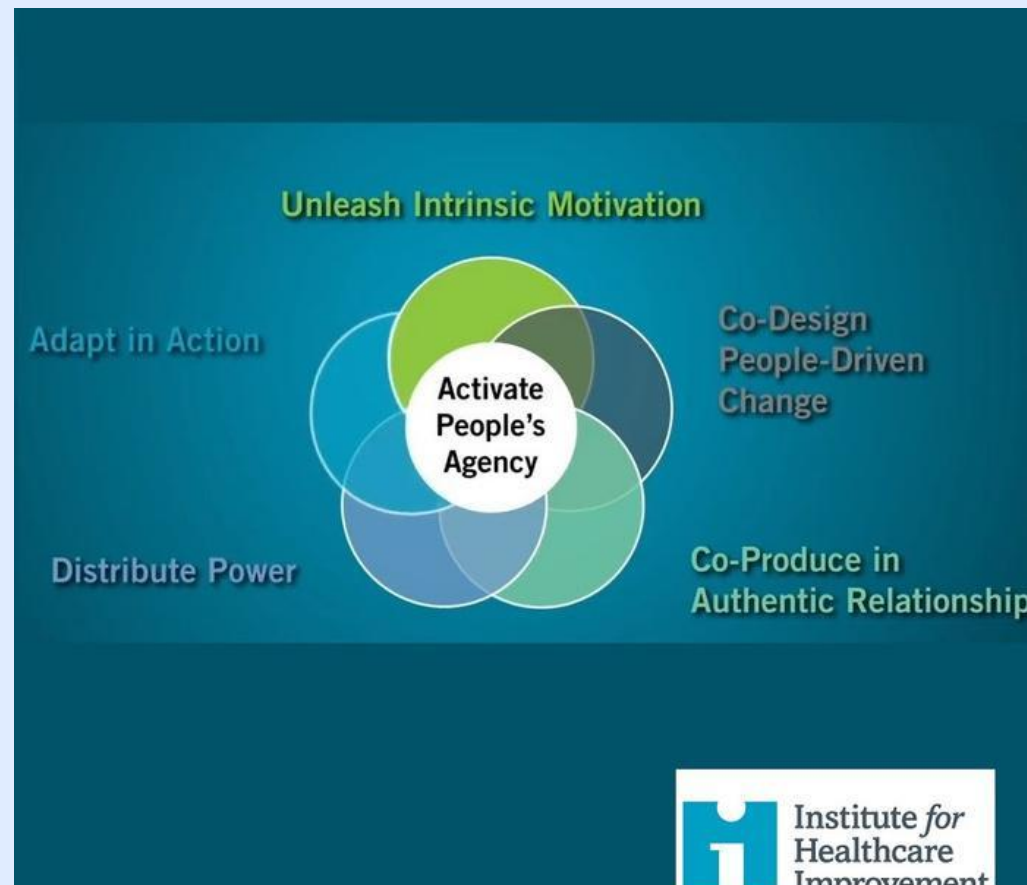 Unleash Intrinsic Motivation
Adapt in Action
Co-Design
People-Driven
Change
Activate
People's
Agency
Distribute Power
Co-Produce in
Authentic Relationship
Institute for
Healthcare
Improvement